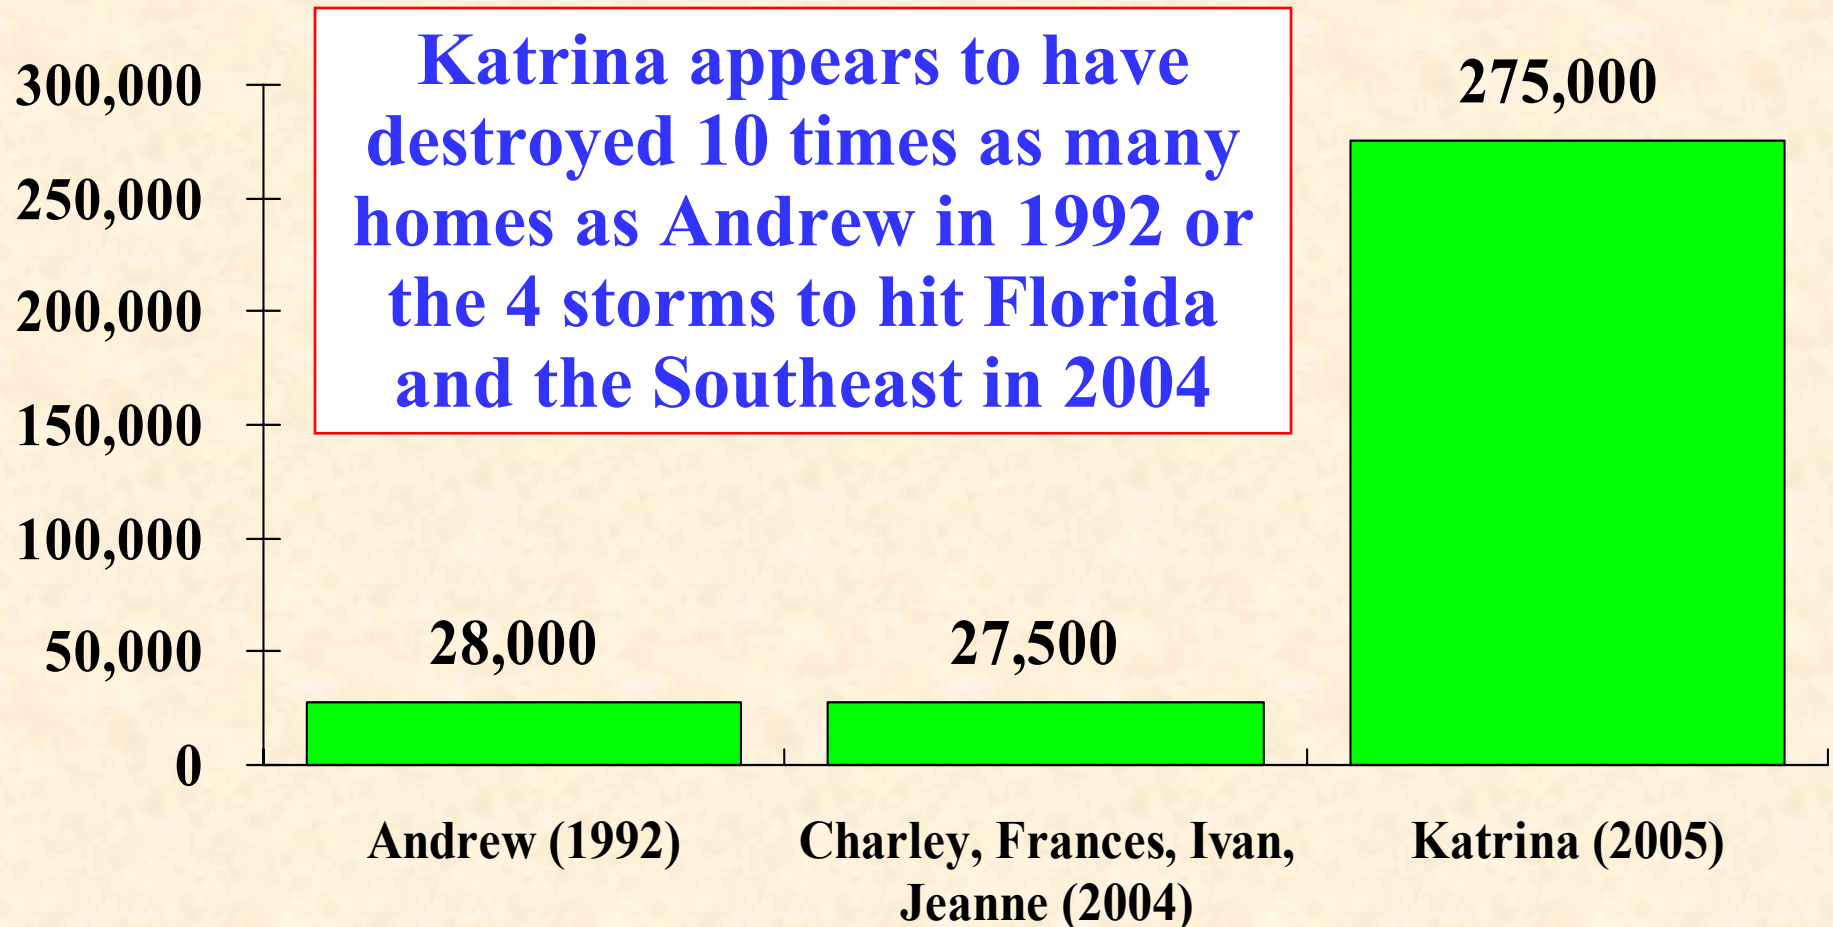 Katrina appears to have
destroyed 10 times as many
homes as Andrew in 1992 or
the 4 storms to hit Florida
and the Southeast in 2004
300,000
250,000
200,000
150,000
100,000
50,000
0
28,000
27,500
275,000
Andrew (1992)
Charley, Frances, Ivan,
Jeanne (2004)
Katrina (2005)